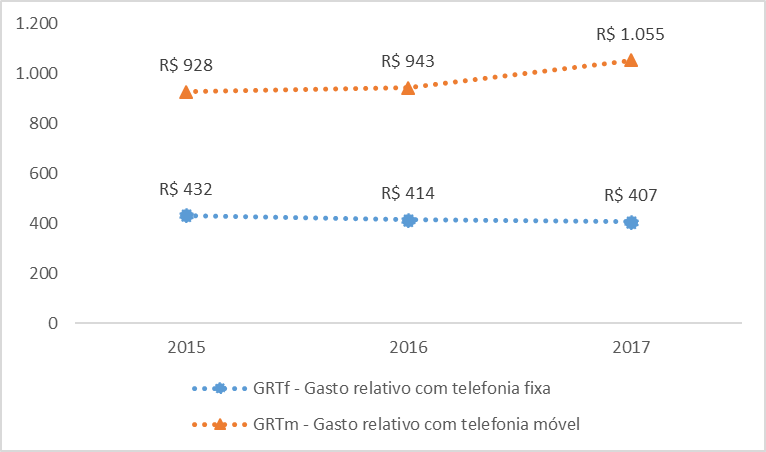 1.200
1.000
800
600
400
200
0
R$ 928
R$ 943
R$ 1.055
R$ 432
R$ 414
R$ 407
2015
2016
2017
GRTf - Gasto relativo com telefonia fixa
GRTm - Gasto relativo com telefonia móvel